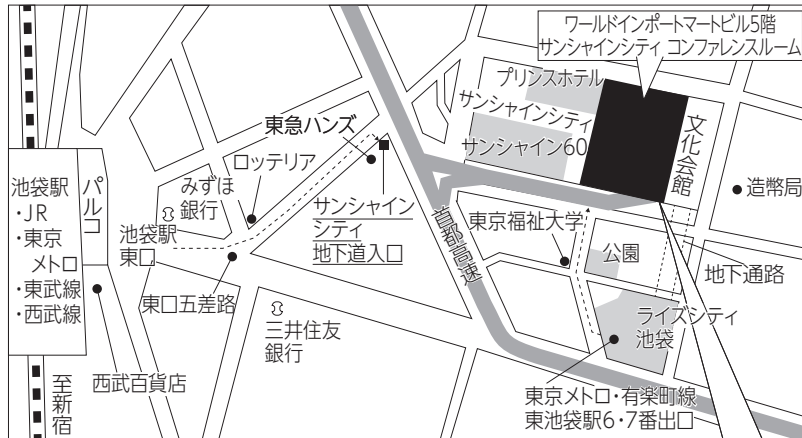 ワールドインポートマートビル5階
サンシャインシティ コンファレンスルーム
プリンスホテル
サンシャインシティ
サンシャイン60
文化会館
造幣局
東急ハンズ
ロッテリア
みずほ
銀行
パルコ
池袋駅
・JR
・東京
メトロ
・東武線
・西武線
池袋駅
東口
サンシャイン
シティ
地下道入口
首都高速
東京福祉大学
公園
地下通路
東口五差路
三井住友
銀行
ライズシティ
池袋
西武百貨店
至新宿
東京メトロ・有楽町線
東池袋駅6・7番出口